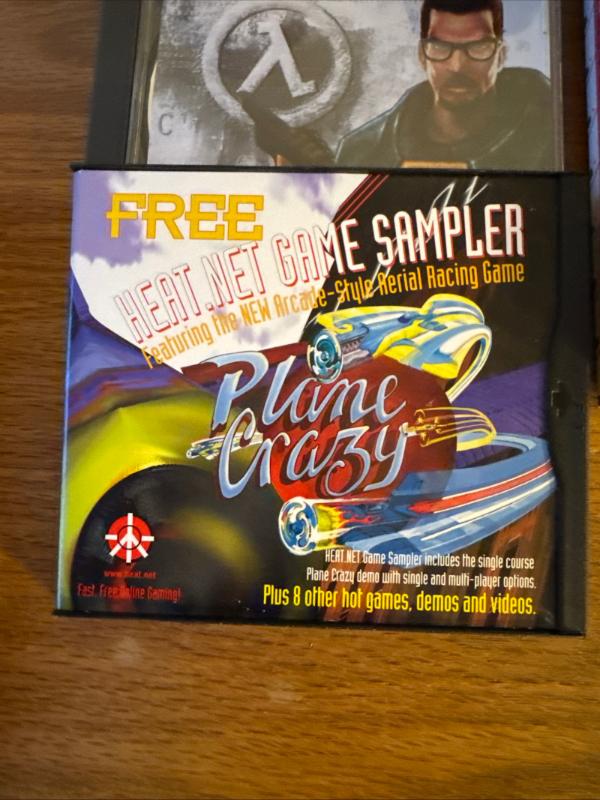 λ
FREE
HEAT.NET GAME SAMPLER
Featuring the NEW Arcade-Style Aerial Racing Game
Plane
Crazy
www.heat.net
Fast, Free Online Gaming!
HEAT.NET Game Sampler includes the single course
Plane Crazy demo with single and multi-player options.
Plus 8 other hot games, demos and videos.